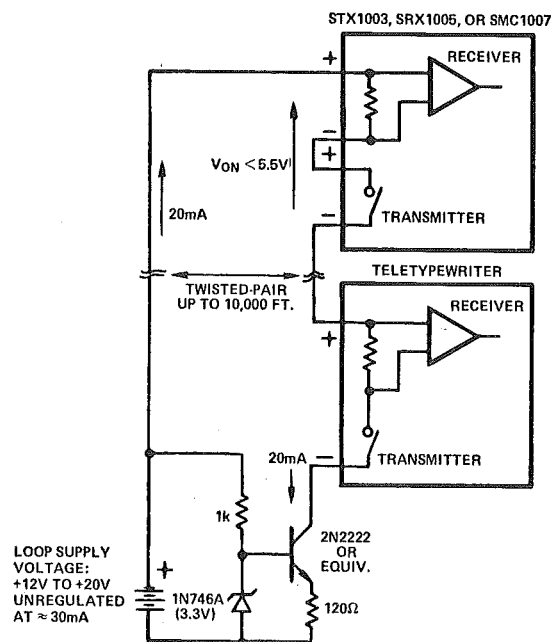 STX1003, SRX1005, OR SMC1007
RECEIVER
+
−
+
V_ON < 5.5V
20mA
−
TRANSMITTER
TWISTED-PAIR
UP TO 10,000 FT.
TELETYPEWRITER
RECEIVER
+
20mA
−
TRANSMITTER
1k
2N2222
OR
EQUIV.
LOOP SUPPLY
VOLTAGE:
+12V TO +20V
UNREGULATED
AT ≈ 30mA
+
1N746A
(3.3V)
120Ω